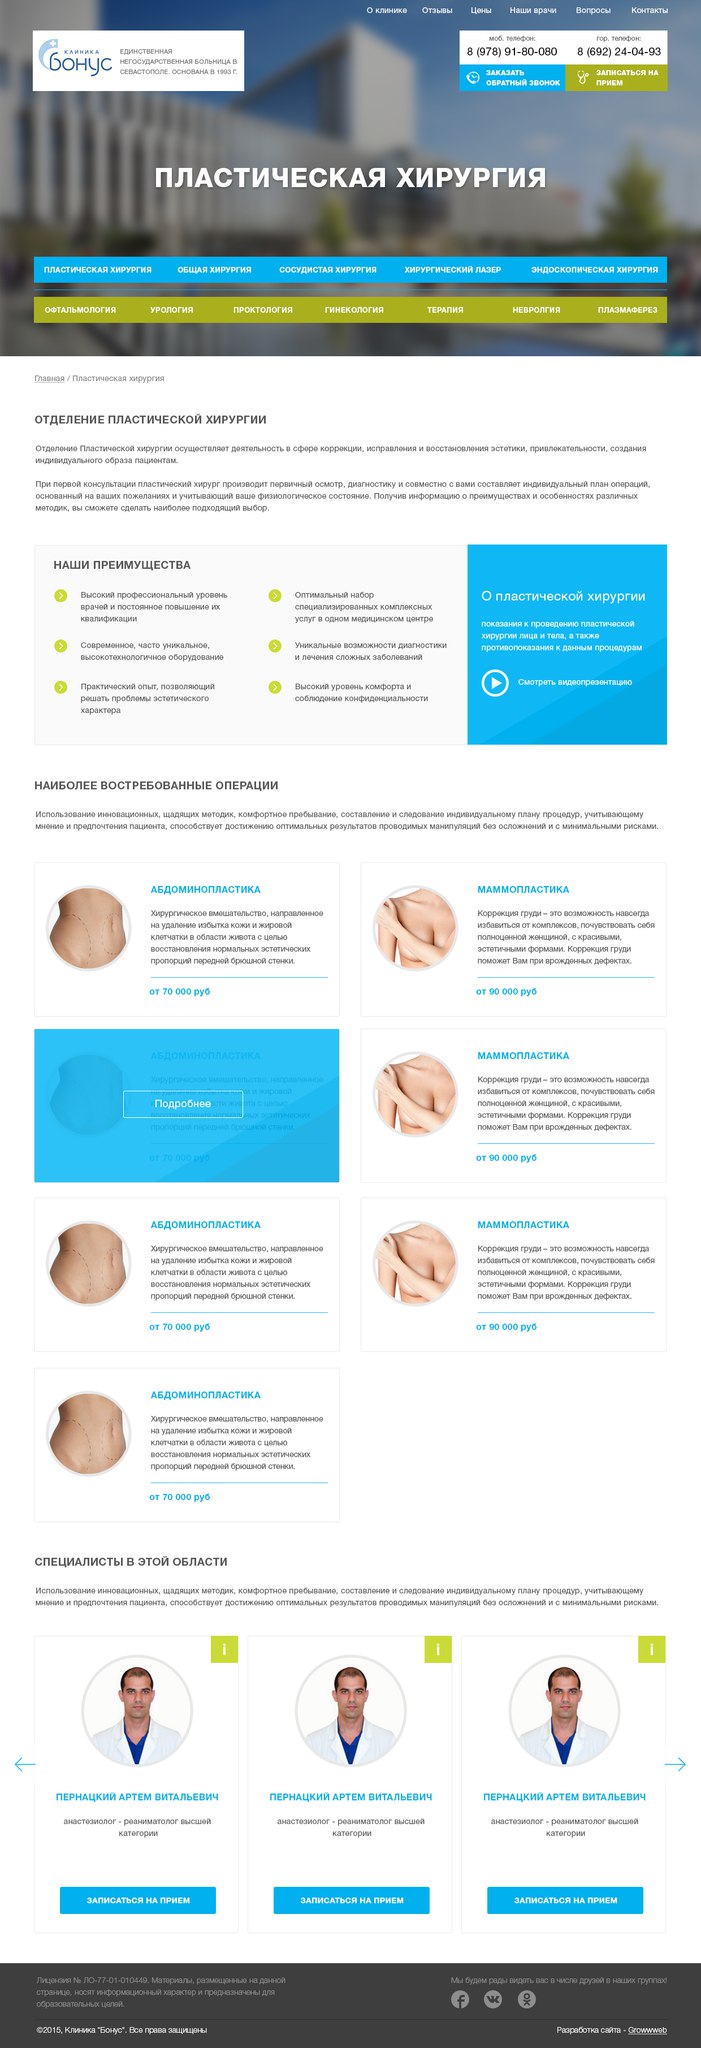 О клинике Отзывы Цены Наши врачи Вопросы Контакты
КЛИНИКА
Бонус
ЕДИНСТВЕННАЯ
НЕГОСУДАРСТВЕННАЯ БОЛЬНИЦА В
СЕВАСТОПОЛЕ. ОСНОВАНА В 1993 Г.
моб. телефон:
8 (978) 91-80-080
гор. телефон:
8 (692) 24-04-93
ЗАКАЗАТЬ
ОБРАТНЫЙ ЗВОНОК
ЗАПИСАТЬСЯ НА
ПРИЕМ
ПЛАСТИЧЕСКАЯ ХИРУРГИЯ
ПЛАСТИЧЕСКАЯ ХИРУРГИЯ ОБЩАЯ ХИРУРГИЯ СОСУДИСТАЯ ХИРУРГИЯ ХИРУРГИЧЕСКИЙ ЛАЗЕР ЭНДОСКОПИЧЕСКАЯ ХИРУРГИЯ
ОФТАЛЬМОЛОГИЯ УРОЛОГИЯ ПРОКТОЛОГИЯ ГИНЕКОЛОГИЯ ТЕРАПИЯ НЕВРОЛГИЯ ПЛАЗМАФЕРЕЗ
Главная / Пластическая хирургия
ОТДЕЛЕНИЕ ПЛАСТИЧЕСКОЙ ХИРУРГИИ
Отделение Пластической хирургии осуществляет деятельность в сфере коррекции, исправления и восстановления эстетики, привлекательности, создания
индивидуального образа пациентам.
При первой консультации пластический хирург производит первичный осмотр, диагностику и совместно с вами составляет индивидуальный план операций,
основанный на ваших пожеланиях и учитывающий ваше физиологическое состояние. Получив информацию о преимуществах и особенностях различных
методик, вы сможете сделать наиболее подходящий выбор.
НАШИ ПРЕИМУЩЕСТВА
Высокий профессиональный уровень
врачей и постоянное повышение их
квалификации
Оптимальный набор
специализированных комплексных
услуг в одном медицинском центре
Современное, часто уникальное,
высокотехнологичное оборудование
Уникальные возможности диагностики
и лечения сложных заболеваний
Практический опыт, позволяющий
решать проблемы эстетического
характера
Высокий уровень комфорта и
соблюдение конфиденциальности
О пластической хирургии
показания к проведению пластической
хирургии лица и тела, а также
противопоказания к данным процедурам
Смотреть видеопрезентацию
НАИБОЛЕЕ ВОСТРЕБОВАННЫЕ ОПЕРАЦИИ
Использование инновационных, щадящих методик, комфортное пребывание, составление и следование индивидуальному плану процедур, учитывающему
мнение и предпочтения пациента, способствует достижению оптимальных результатов проводимых манипуляций без осложнений и с минимальными рисками.
АБДОМИНОПЛАСТИКА
Хирургическое вмешательство, направленное
на удаление избытка кожи и жировой
клетчатки в области живота с целью
восстановления нормальных эстетических
пропорций передней брюшной стенки.
от 70 000 руб
МАММОПЛАСТИКА
Коррекция груди – это возможность навсегда
избавиться от комплексов, почувствовать себя
полноценной женщиной, с красивыми,
эстетичными формами. Коррекция груди
поможет Вам при врожденных дефектах.
от 90 000 руб
АБДОМИНОПЛАСТИКА
Хирургическое вмешательство, направленное
Подробнее
пропорций передней брюшной стенки.
от 70 000 руб
МАММОПЛАСТИКА
Коррекция груди – это возможность навсегда
избавиться от комплексов, почувствовать себя
полноценной женщиной, с красивыми,
эстетичными формами. Коррекция груди
поможет Вам при врожденных дефектах.
от 90 000 руб
АБДОМИНОПЛАСТИКА
Хирургическое вмешательство, направленное
на удаление избытка кожи и жировой
клетчатки в области живота с целью
восстановления нормальных эстетических
пропорций передней брюшной стенки.
от 70 000 руб
МАММОПЛАСТИКА
Коррекция груди – это возможность навсегда
избавиться от комплексов, почувствовать себя
полноценной женщиной, с красивыми,
эстетичными формами. Коррекция груди
поможет Вам при врожденных дефектах.
от 90 000 руб
АБДОМИНОПЛАСТИКА
Хирургическое вмешательство, направленное
на удаление избытка кожи и жировой
клетчатки в области живота с целью
восстановления нормальных эстетических
пропорций передней брюшной стенки.
от 70 000 руб
СПЕЦИАЛИСТЫ В ЭТОЙ ОБЛАСТИ
Использование инновационных, щадящих методик, комфортное пребывание, составление и следование индивидуальному плану процедур, учитывающему
мнение и предпочтения пациента, способствует достижению оптимальных результатов проводимых манипуляций без осложнений и с минимальными рисками.
i
ПЕРНАЦКИЙ АРТЕМ ВИТАЛЬЕВИЧ
анастезиолог - реаниматолог высшей
категории
ЗАПИСАТЬСЯ НА ПРИЕМ
i
ПЕРНАЦКИЙ АРТЕМ ВИТАЛЬЕВИЧ
анастезиолог - реаниматолог высшей
категории
ЗАПИСАТЬСЯ НА ПРИЕМ
i
ПЕРНАЦКИЙ АРТЕМ ВИТАЛЬЕВИЧ
анастезиолог - реаниматолог высшей
категории
ЗАПИСАТЬСЯ НА ПРИЕМ
Лицензия № ЛО-77-01-010449. Материалы, размещенные на данной
странице, носят информационный характер и предназначены для
образовательных целей.
Мы будем рады видеть вас в числе друзей в наших группах!
©2015, Клиника "Бонус". Все права защищены
Разработка сайта - Growwweb